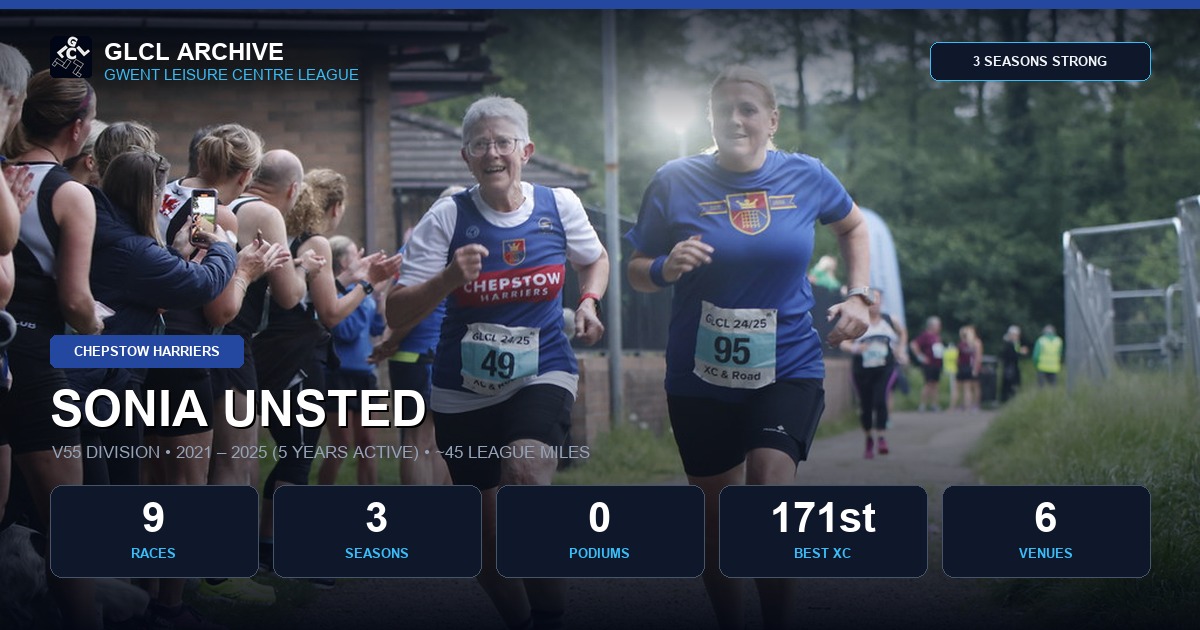 GC
GLCL ARCHIVE
GWENT LEISURE CENTRE LEAGUE
3 SEASONS STRONG
CHEPSTOW
HARRIERS
GLCL 24/25
49
XC &
GLCL 24/25
95
XC & Road
CHEPSTOW HARRIERS
SONIA UNSTED
V55 DIVISION • 2021 – 2025 (5 YEARS ACTIVE) • ~45 LEAGUE MILES
9
RACES
3
SEASONS
0
PODIUMS
171st
BEST XC
6
VENUES